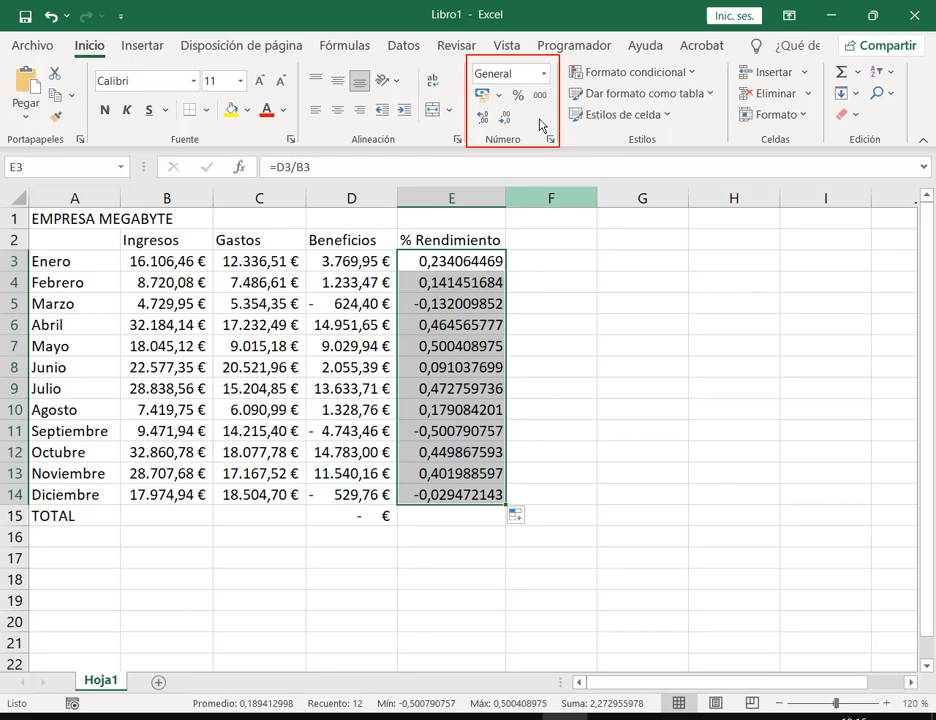 Libro1 - Excel
Inic. ses.
Archivo Inicio Insertar Disposición de página Fórmulas Datos Revisar Vista Programador Ayuda Acrobat ¿Qué de Compartir
Pegar
Portapapeles
Calibri 11
N K S
Fuente
Alineación
General
% 000
Número
Formato condicional
Dar formato como tabla
Estilos de celda
Estilos
Insertar
Eliminar
Formato
Celdas
Edición
E3 fx =D3/B3
A B C D E F G H I
1 EMPRESA MEGABYTE
2 Ingresos Gastos Beneficios % Rendimiento
3 Enero 16.106,46 € 12.336,51 € 3.769,95 € 0,234064469
4 Febrero 8.720,08 € 7.486,61 € 1.233,47 € 0,141451684
5 Marzo 4.729,95 € 5.354,35 € - 624,40 € -0,132009852
6 Abril 32.184,14 € 17.232,49 € 14.951,65 € 0,464565777
7 Mayo 18.045,12 € 9.015,18 € 9.029,94 € 0,500408975
8 Junio 22.577,35 € 20.521,96 € 2.055,39 € 0,091037699
9 Julio 28.838,56 € 15.204,85 € 13.633,71 € 0,472759736
10 Agosto 7.419,75 € 6.090,99 € 1.328,76 € 0,179084201
11 Septiembre 9.471,94 € 14.215,40 € - 4.743,46 € -0,500790757
12 Octubre 32.860,78 € 18.077,78 € 14.783,00 € 0,449867593
13 Noviembre 28.707,68 € 17.167,52 € 11.540,16 € 0,401988597
14 Diciembre 17.974,94 € 18.504,70 € - 529,76 € -0,029472143
15 TOTAL - €
16
17
18
19
20
21
22
Hoja1
Listo Promedio: 0,189412998 Recuento: 12 Mín: -0,500790757 Máx: 0,500408975 Suma: 2,272955978 120 %